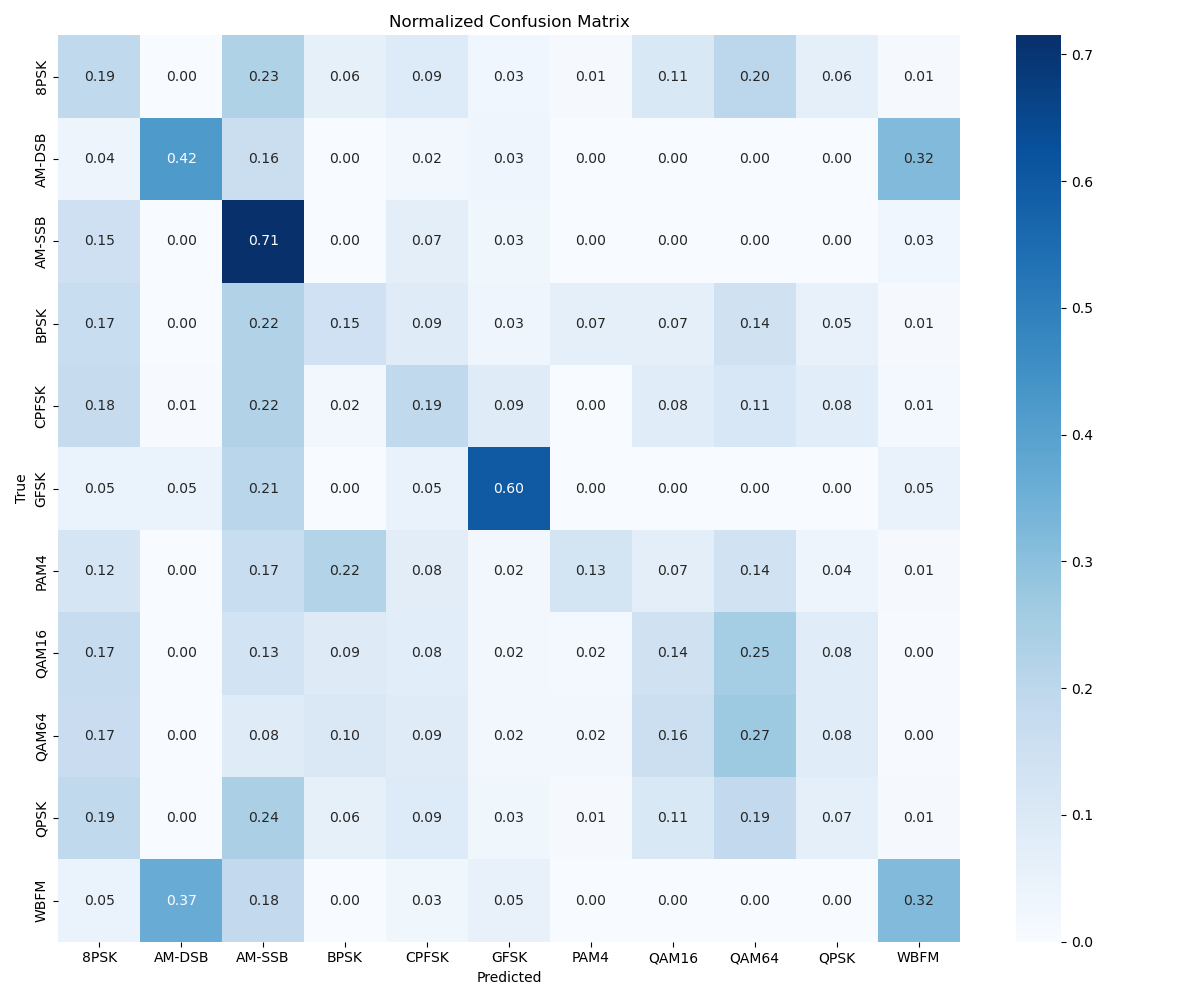 Normalized Confusion Matrix
8PSK 0.19 0.00 0.23 0.06 0.09 0.03 0.01 0.11 0.20 0.06 0.01
AM-DSB 0.04 0.42 0.16 0.00 0.02 0.03 0.00 0.00 0.00 0.00 0.32
AM-SSB 0.15 0.00 0.71 0.00 0.07 0.03 0.00 0.00 0.00 0.00 0.03
BPSK 0.17 0.00 0.22 0.15 0.09 0.03 0.07 0.07 0.14 0.05 0.01
CPFSK 0.18 0.01 0.22 0.02 0.19 0.09 0.00 0.08 0.11 0.08 0.01
True
GFSK 0.05 0.05 0.21 0.00 0.05 0.60 0.00 0.00 0.00 0.00 0.05
PAM4 0.12 0.00 0.17 0.22 0.08 0.02 0.13 0.07 0.14 0.04 0.01
QAM16 0.17 0.00 0.13 0.09 0.08 0.02 0.02 0.14 0.25 0.08 0.00
QAM64 0.17 0.00 0.08 0.10 0.09 0.02 0.02 0.16 0.27 0.08 0.00
QPSK 0.19 0.00 0.24 0.06 0.09 0.03 0.01 0.11 0.19 0.07 0.01
WBFM 0.05 0.37 0.18 0.00 0.03 0.05 0.00 0.00 0.00 0.00 0.32
8PSK AM-DSB AM-SSB BPSK CPFSK GFSK PAM4 QAM16 QAM64 QPSK WBFM
Predicted
0.7
0.6
0.5
0.4
0.3
0.2
0.1
0.0